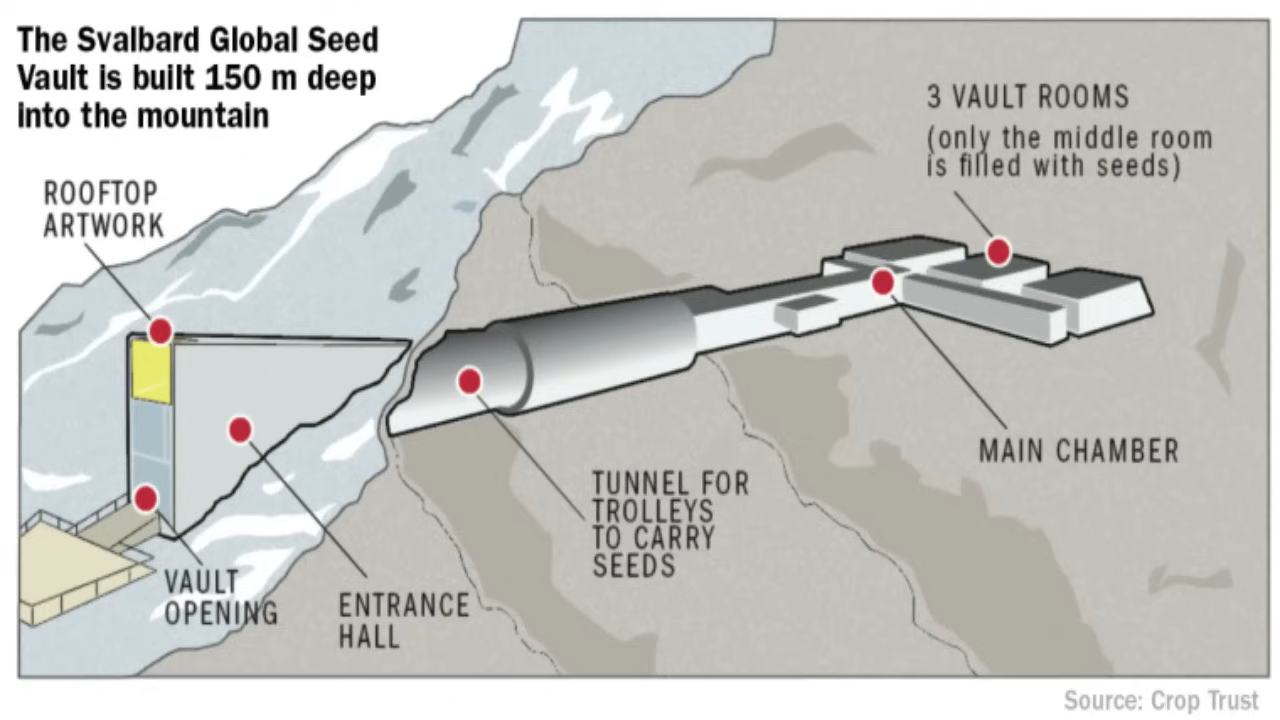 The Svalbard Global Seed
Vault is built 150 m deep
into the mountain
ROOFTOP
ARTWORK
3 VAULT ROOMS
(only the middle room
is filled with seeds)
MAIN CHAMBER
TUNNEL FOR
TROLLEYS
TO CARRY
SEEDS
VAULT
OPENING
ENTRANCE
HALL
Source: Crop Trust